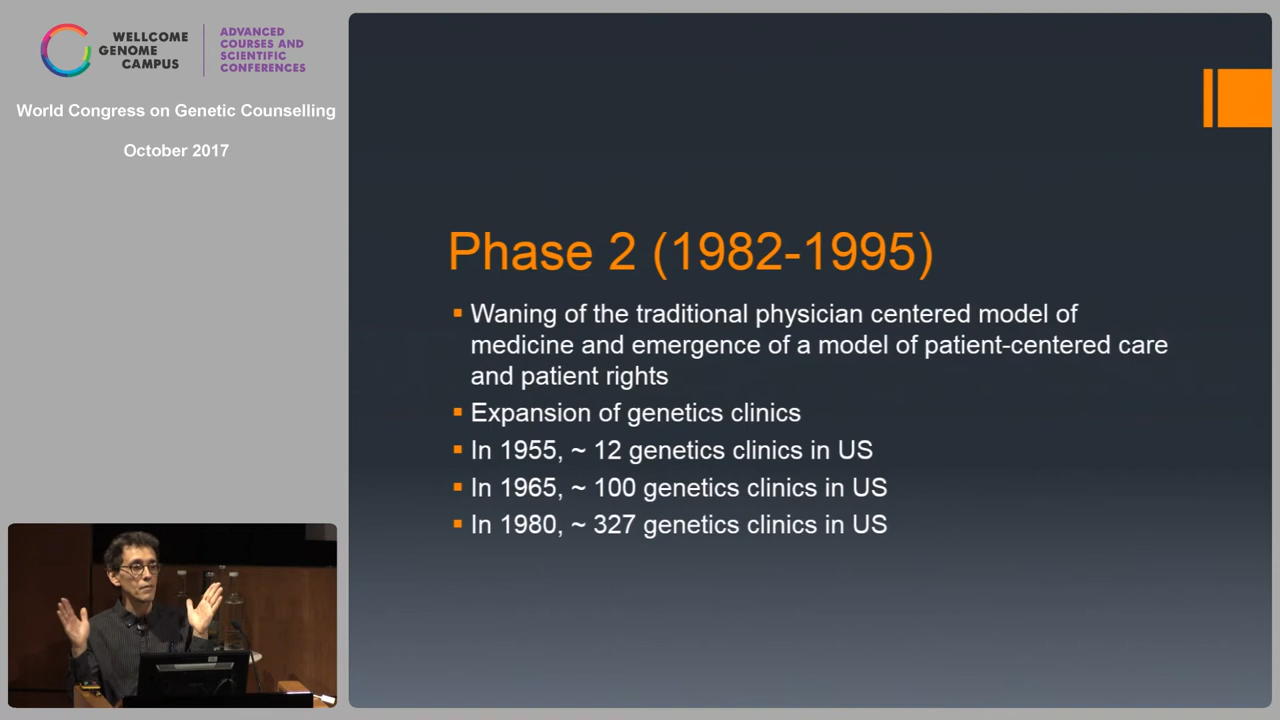 WELLCOME
GENOME
CAMPUS
ADVANCED
COURSES AND
SCIENTIFIC
CONFERENCES
World Congress on Genetic Counselling
October 2017
Phase 2 (1982-1995)
Waning of the traditional physician centered model of
medicine and emergence of a model of patient-centered care
and patient rights
Expansion of genetics clinics
In 1955, ~ 12 genetics clinics in US
In 1965, ~ 100 genetics clinics in US
In 1980, ~ 327 genetics clinics in US